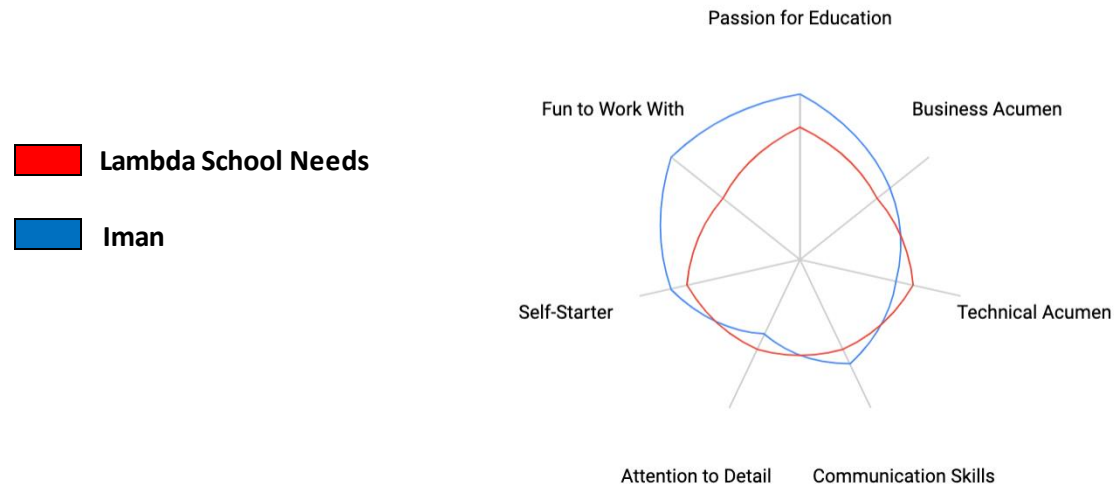 Passion for Education
Fun to Work With
Business Acumen
Lambda School Needs
Iman
Self-Starter
Technical Acumen
Attention to Detail
Communication Skills